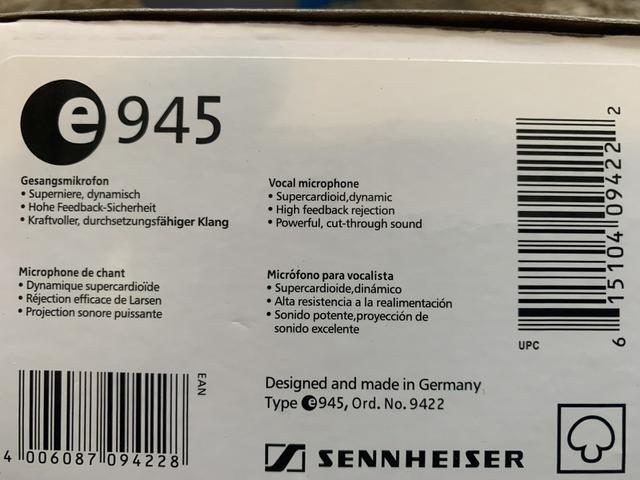 e945
Gesangsmikrofon
• Superniere, dynamisch
• Hohe Feedback-Sicherheit
• Kraftvoller, durchsetzungsfähiger Klang
Vocal microphone
• Supercardioid,dynamic
• High feedback rejection
• Powerful, cut-through sound
Microphone de chant
• Dynamique supercardioïde
• Réjection efficace de Larsen
• Projection sonore puissante
Micrófono para vocalista
• Supercardioide,dinámico
• Alta resistencia a la realimentación
• Sonido potente,proyección de
sonido excelente
UPC
6 15104 09422 2
EAN
4 006087 094228
Designed and made in Germany
Type e945, Ord. No. 9422
SENNHEISER